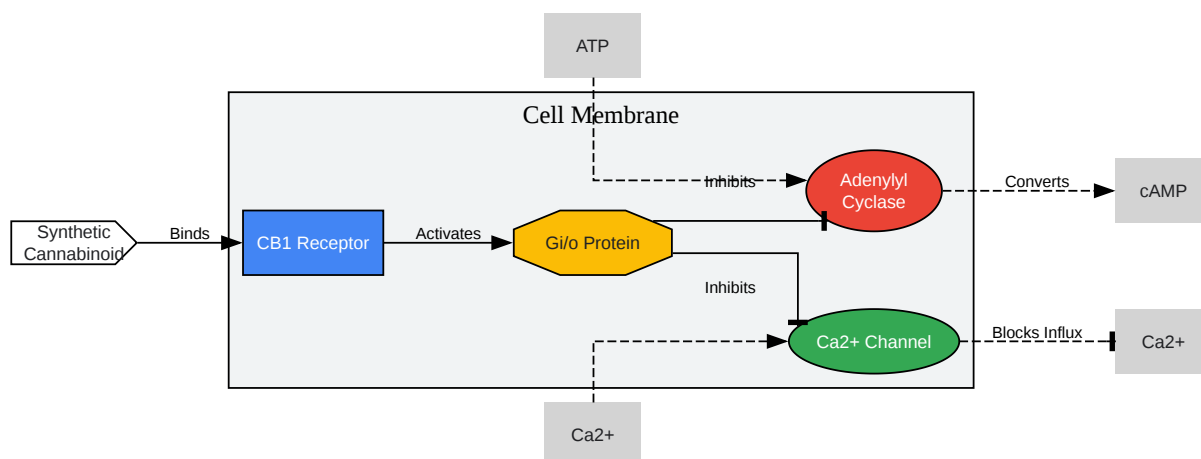 ATP
Cell Membrane
Inhibits
Adenylyl
Cyclase
Converts
cAMP
Synthetic
Cannabinoid
Binds
CB1 Receptor
Activates
Gi/o Protein
Inhibits
Ca2+ Channel
Blocks Influx
Ca2+
Ca2+